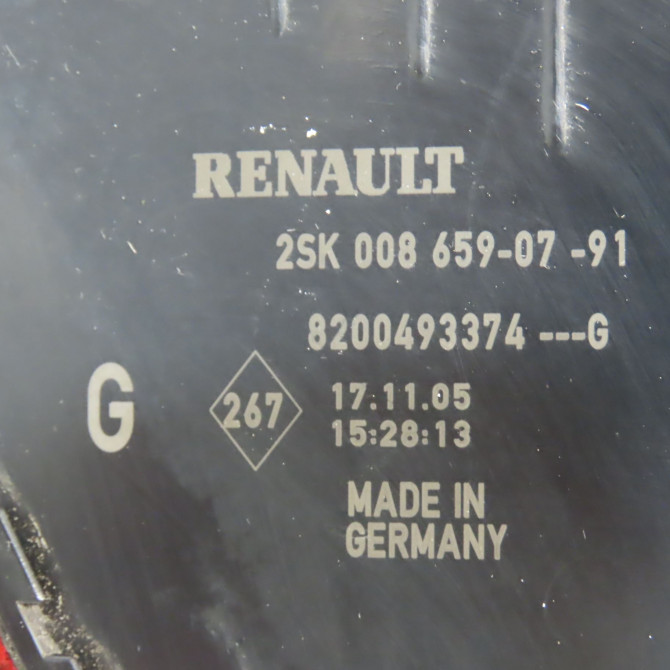 RENAULT
2SK 008 659-07 -91
8200493374 ---G
G
267
17.11.05
15:28:13
MADE IN
GERMANY